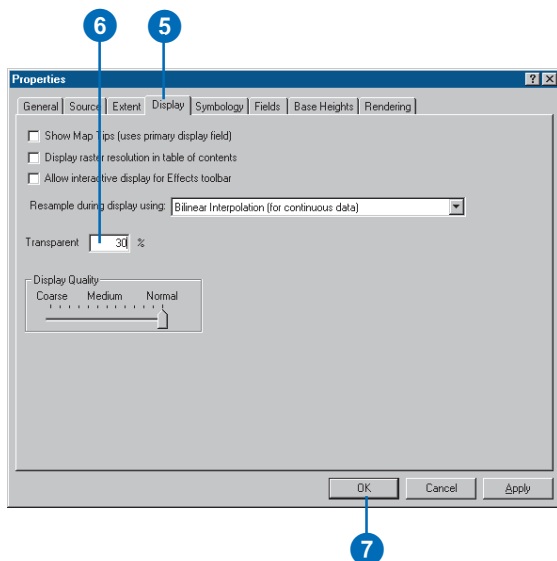 6 5
Properties
General Source Extent Display Symbology Fields Base Heights Rendering
Show Map Tips (uses primary display field)
Display raster resolution in table of contents
Allow interactive display for Effects toolbar
Resample during display using: Bilinear Interpolation (for continuous data)
Transparent 30 %
Display Quality
Coarse Medium Normal
OK Cancel Apply
7